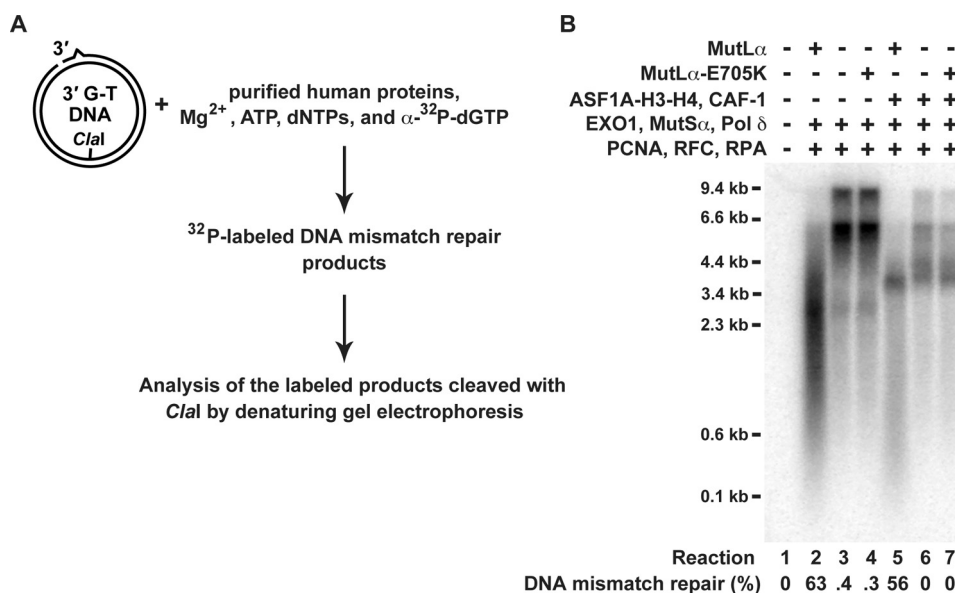 A
3′
3′ G-T
DNA
ClaI
+
purified human proteins,
Mg2+, ATP, dNTPs, and α-32P-dGTP
32P-labeled DNA mismatch repair
products
Analysis of the labeled products cleaved with
ClaI by denaturing gel electrophoresis
B
MutLα - + - - + - -
MutLα-E705K - - - + - - +
ASF1A-H3-H4, CAF-1 - - - - + + +
EXO1, MutSα, Pol δ - + + + + + +
PCNA, RFC, RPA - + + + + + +
9.4 kb
6.6 kb
4.4 kb
3.4 kb
2.3 kb
0.6 kb
0.1 kb
Reaction 1 2 3 4 5 6 7
DNA mismatch repair (%) 0 63 .4 .3 56 0 0